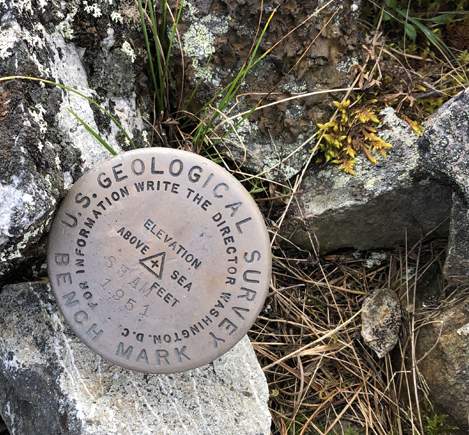 U.S. GEOLOGICAL SURVEY
BENCH MARK
FOR INFORMATION WRITE THE DIRECTOR WASHINGTON, D.C.
ELEVATION
ABOVE SEA
FEET
1951